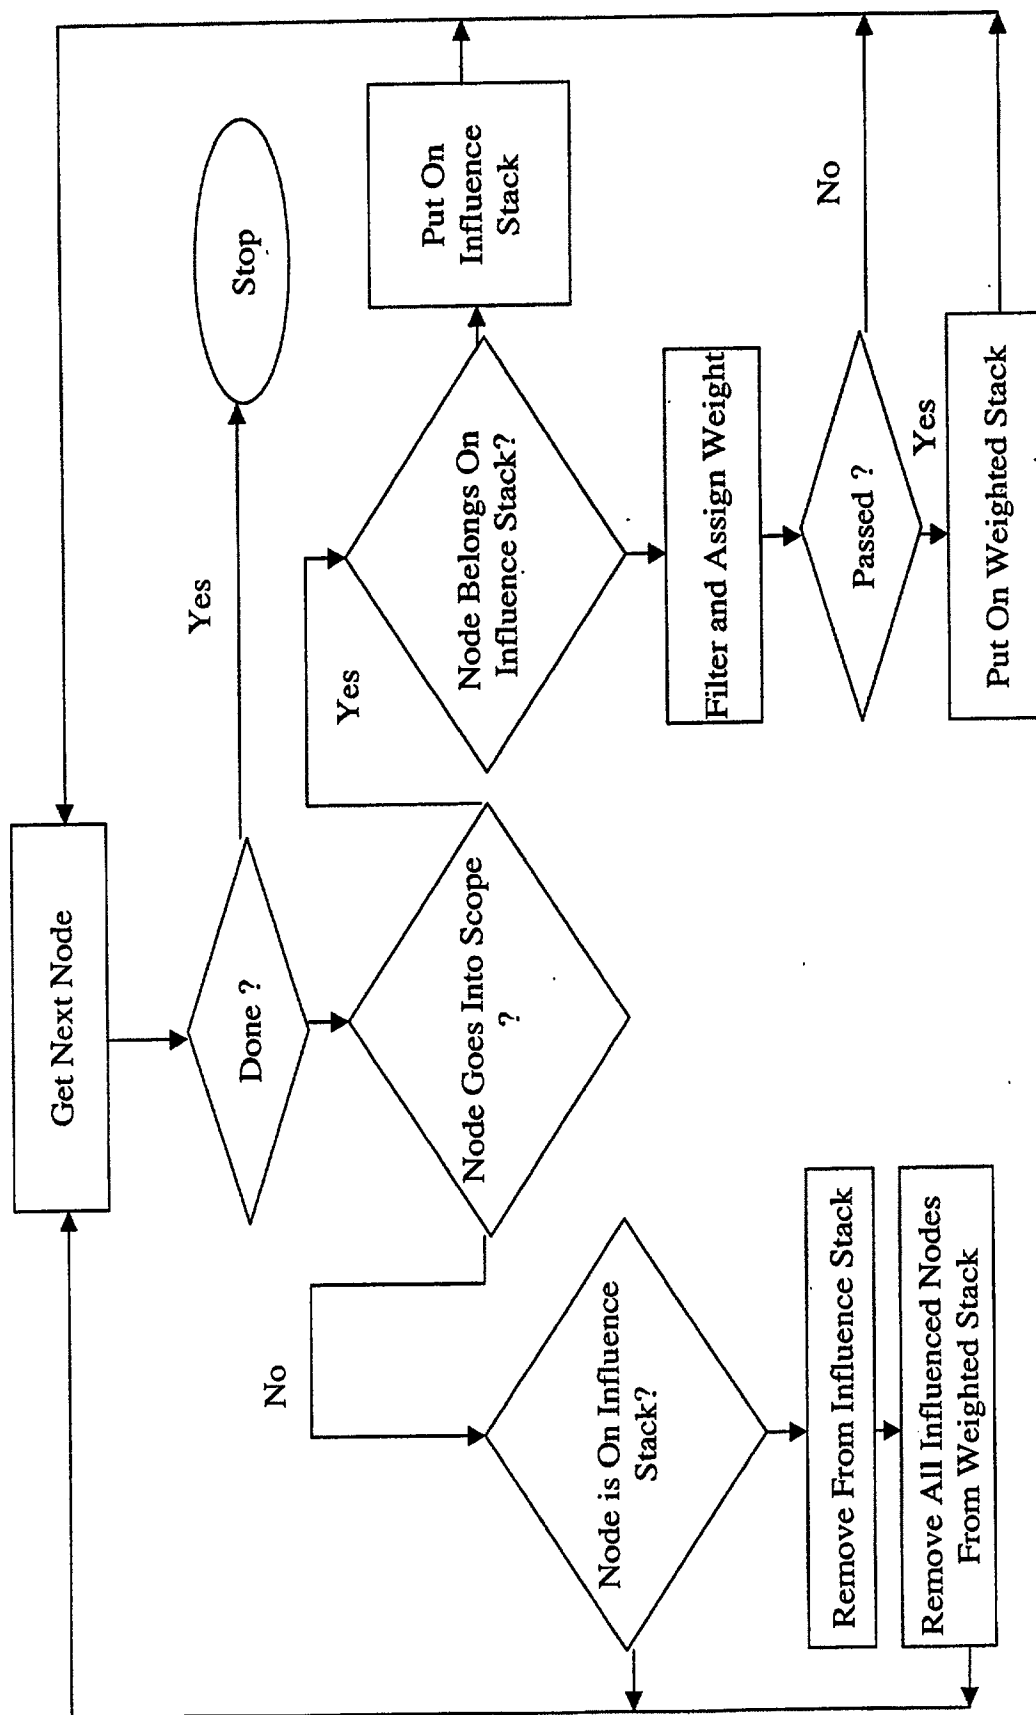 Get Next Node
Done ?
Yes
Stop
Node Goes Into Scope
?
No
Yes
Node is On Influence
Stack?
Node Belongs On
Influence Stack?
Put On
Influence
Stack
Remove From Influence Stack
Remove All Influenced Nodes
From Weighted Stack
Filter and Assign Weight
Passed ?
No
Yes
Put On Weighted Stack